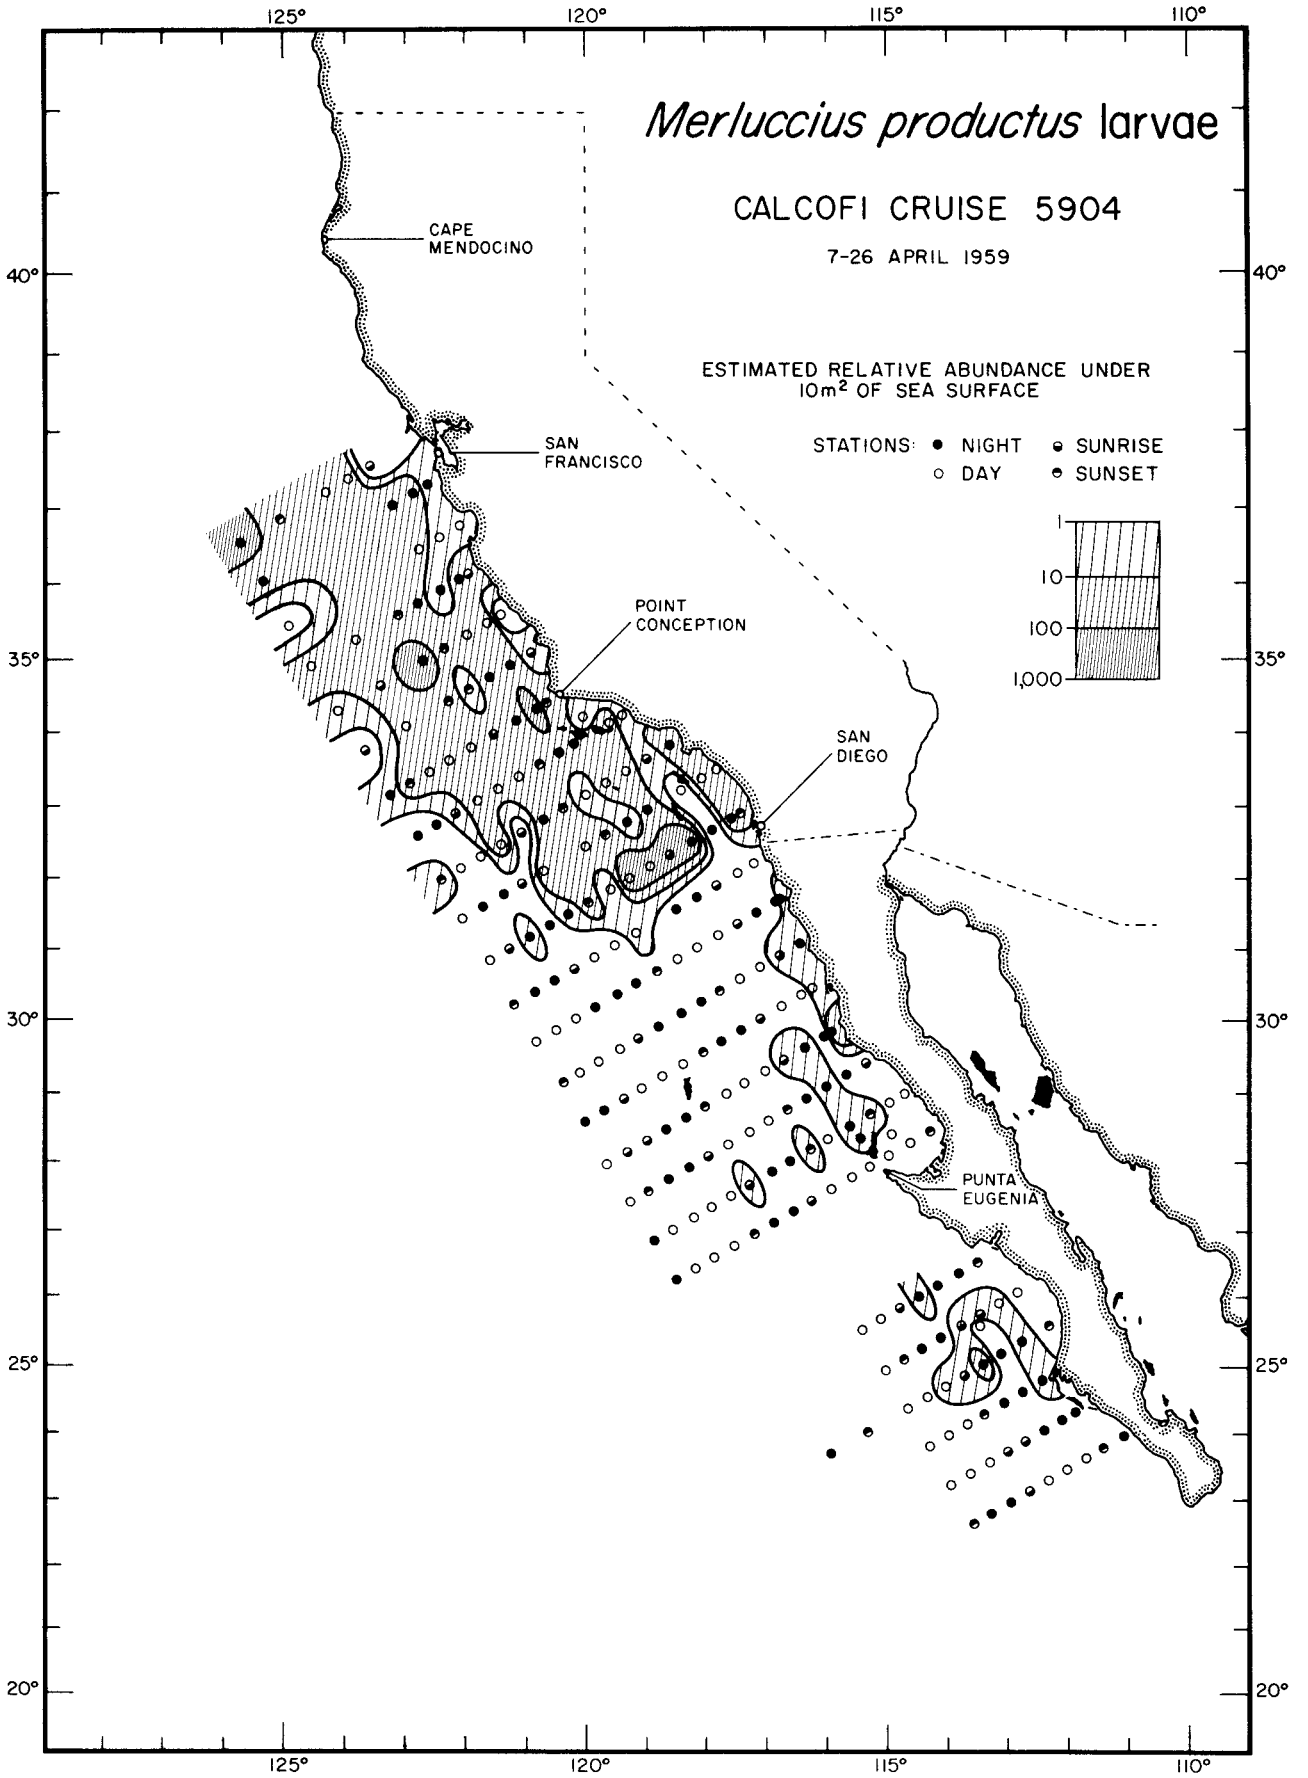 125° 120° 115° 110°
Merluccius productus larvae
CALCOFI CRUISE 5904
7-26 APRIL 1959
CAPE
MENDOCINO
40° 40°
ESTIMATED RELATIVE ABUNDANCE UNDER
10m² OF SEA SURFACE
STATIONS: ● NIGHT SUNRISE
○ DAY SUNSET
SAN
FRANCISCO
1
10
100
1,000
POINT
CONCEPTION
35° 35°
SAN
DIEGO
30° 30°
PUNTA
EUGENIA
25° 25°
20° 20°
125° 120° 115° 110°